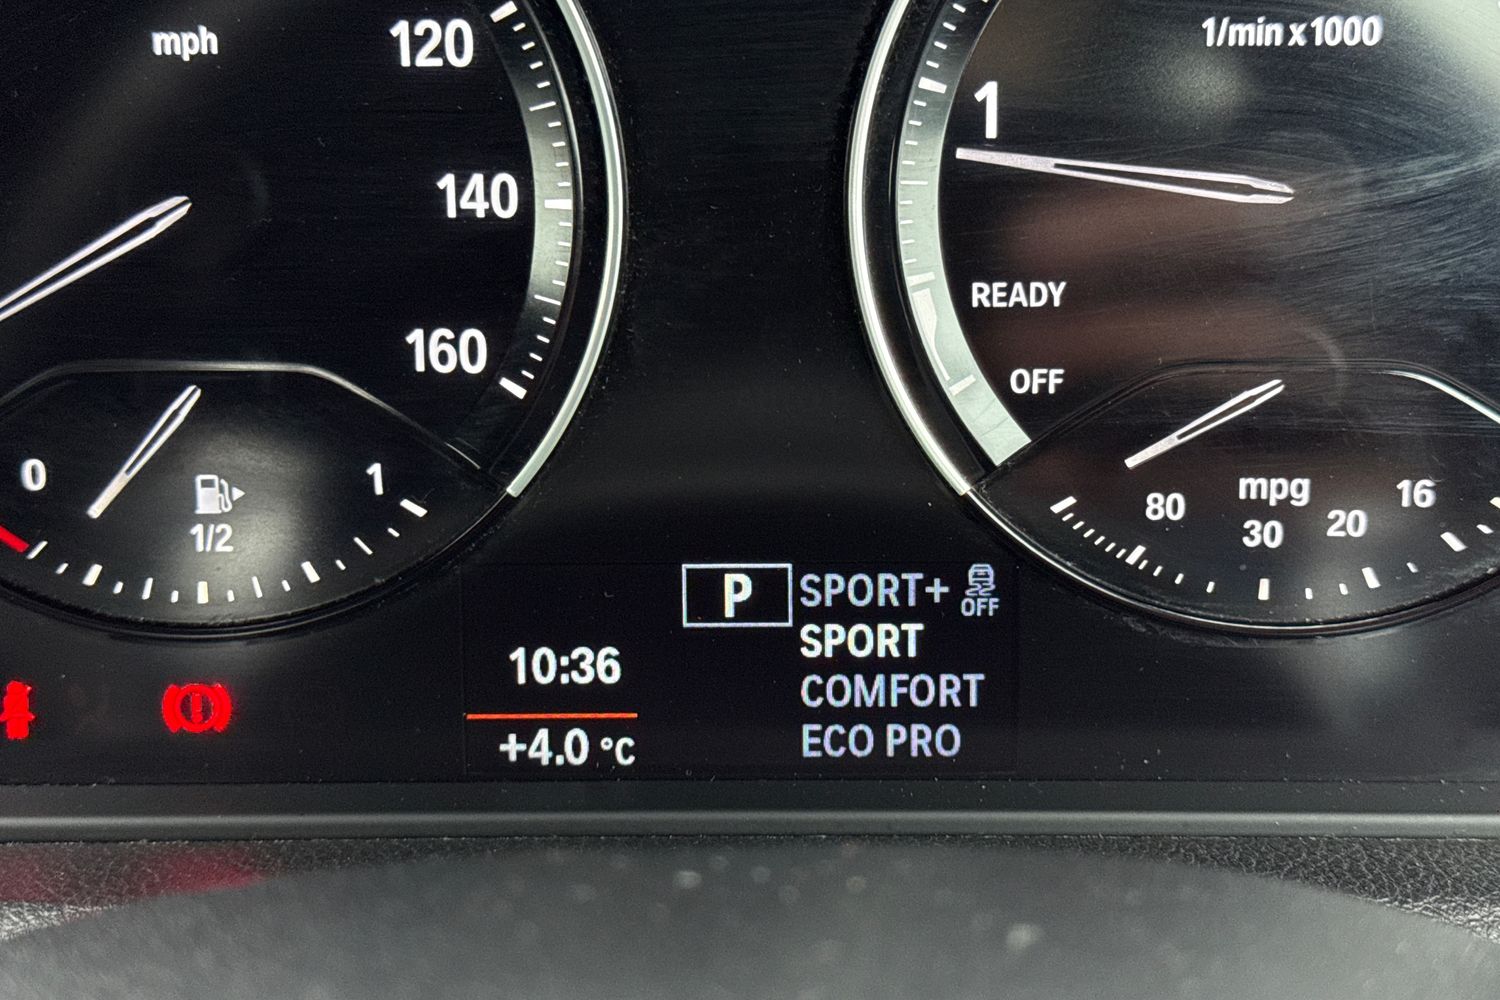 mph
120
140
160
0
1/2
1
1/min x 1000
1
READY
OFF
80
mpg
30
20
16
P
SPORT+
OFF
SPORT
COMFORT
ECO PRO
10:36
+4.0 °C